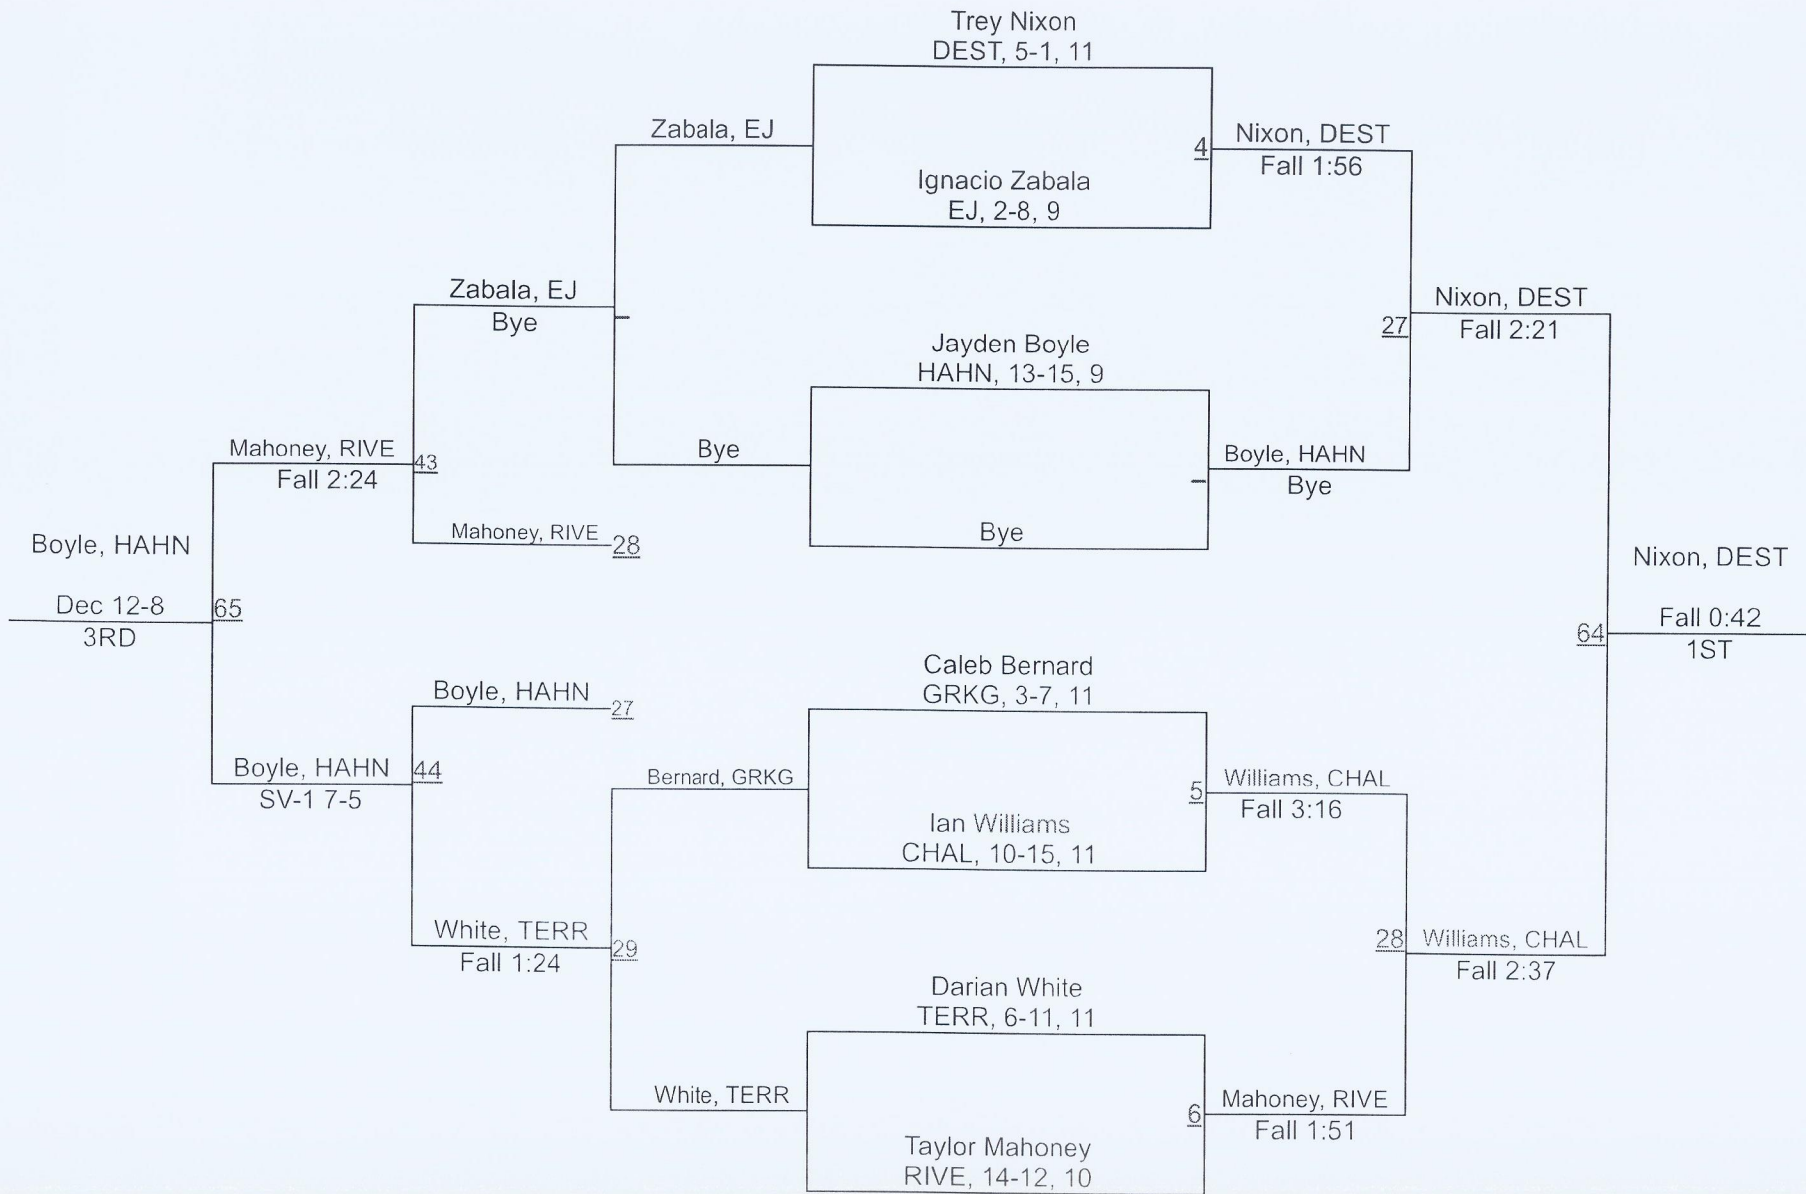 Trey Nixon
DEST, 5-1, 11
Zabala, EJ
4
Nixon, DEST
Fall 1:56
Ignacio Zabala
EJ, 2-8, 9
Zabala, EJ
Bye
Nixon, DEST
27
Fall 2:21
Jayden Boyle
HAHN, 13-15, 9
Mahoney, RIVE
43
Fall 2:24
Bye
Boyle, HAHN
Bye
Mahoney, RIVE
28
Bye
Boyle, HAHN
Dec 12-8
65
3RD
Nixon, DEST
Fall 0:42
64
1ST
Caleb Bernard
GRKG, 3-7, 11
Boyle, HAHN
27
Boyle, HAHN
44
SV-1 7-5
Bernard, GRKG
5
Williams, CHAL
Fall 3:16
Ian Williams
CHAL, 10-15, 11
White, TERR
29
Fall 1:24
28
Williams, CHAL
Fall 2:37
Darian White
TERR, 6-11, 11
White, TERR
6
Mahoney, RIVE
Fall 1:51
Taylor Mahoney
RIVE, 14-12, 10